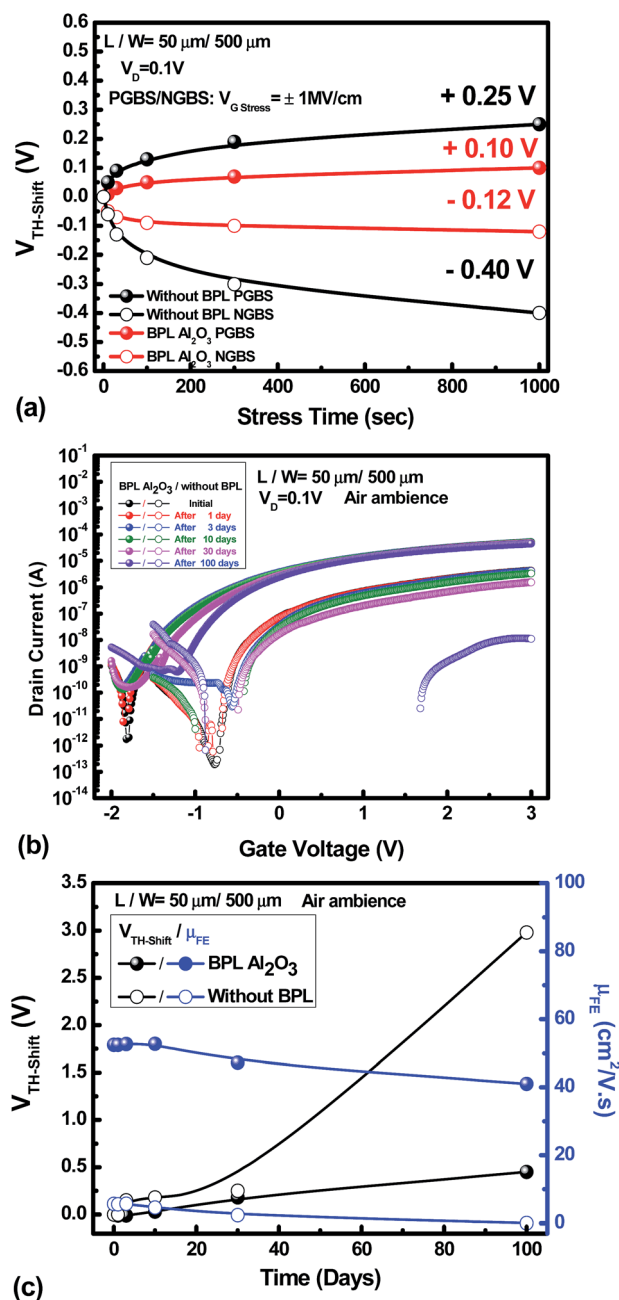 0.6
0.5
0.4
0.3
0.2
0.1
0.0
-0.1
-0.2
-0.3
-0.4
-0.5
-0.6
V_TH-Shift (V)
L / W= 50 μm/ 500 μm
V_D=0.1V
PGBS/NGBS: V_G Stress = ± 1MV/cm
+ 0.25 V
+ 0.10 V
- 0.12 V
- 0.40 V
Without BPL PGBS
Without BPL NGBS
BPL Al₂O₃ PGBS
BPL Al₂O₃ NGBS
0 200 400 600 800 1000
Stress Time (sec)
(a)
10⁻¹
10⁻²
10⁻³
10⁻⁴
10⁻⁵
10⁻⁶
10⁻⁷
10⁻⁸
10⁻⁹
10⁻¹⁰
10⁻¹¹
10⁻¹²
10⁻¹³
10⁻¹⁴
Drain Current (A)
BPL Al₂O₃ / without BPL
/ Initial
/ After 1 day
/ After 3 days
/ After 10 days
/ After 30 days
/ After 100 days
L / W= 50 μm/ 500 μm
V_D=0.1V Air ambience
-2 -1 0 1 2 3
Gate Voltage (V)
(b)
3.5
3.0
2.5
2.0
1.5
1.0
0.5
0.0
V_TH-Shift (V)
L / W= 50 μm/ 500 μm Air ambience
V_TH-Shift / μ_FE
/ BPL Al₂O₃
/ Without BPL
100
80
60
40
20
0
μ_FE (cm²/V.s)
0 20 40 60 80 100
Time (Days)
(c)